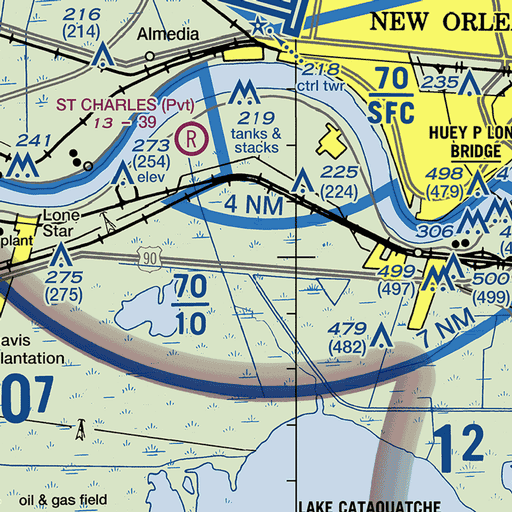 216
(214)
Almedia
NEW ORLE
218
ctrl twr
70
SFC
235
ST CHARLES (Pvt)
13 - 39
R
219
tanks &
stacks
HUEY P LON
BRIDGE
241
273
(254)
elev
225
(224)
498
(479)
47
4 NM
Lone
Star
plant
306
275
(275)
90
499
(497)
500
(499)
70
10
479
(482)
7 NM
avis
lantation
07
12
oil & gas field
LAKE CATAOUATCHE